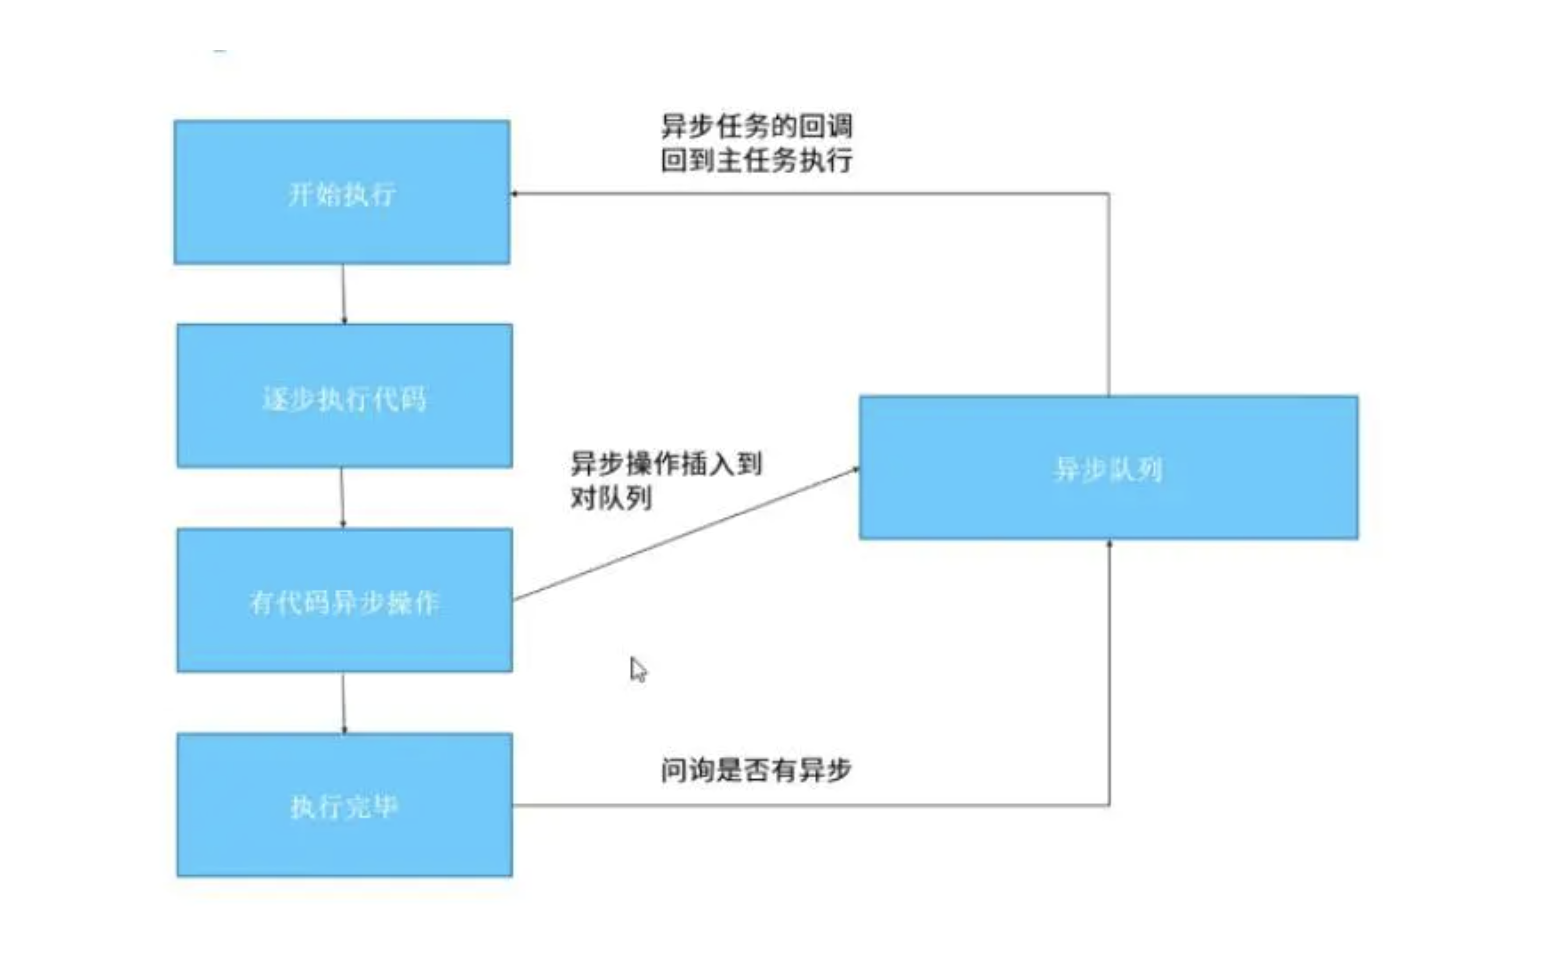 异步任务的回调
回到主任务执行
开始执行
逐步执行代码
异步操作插入到
对队列
异步队列
有代码异步操作
问询是否有异步
执行完毕